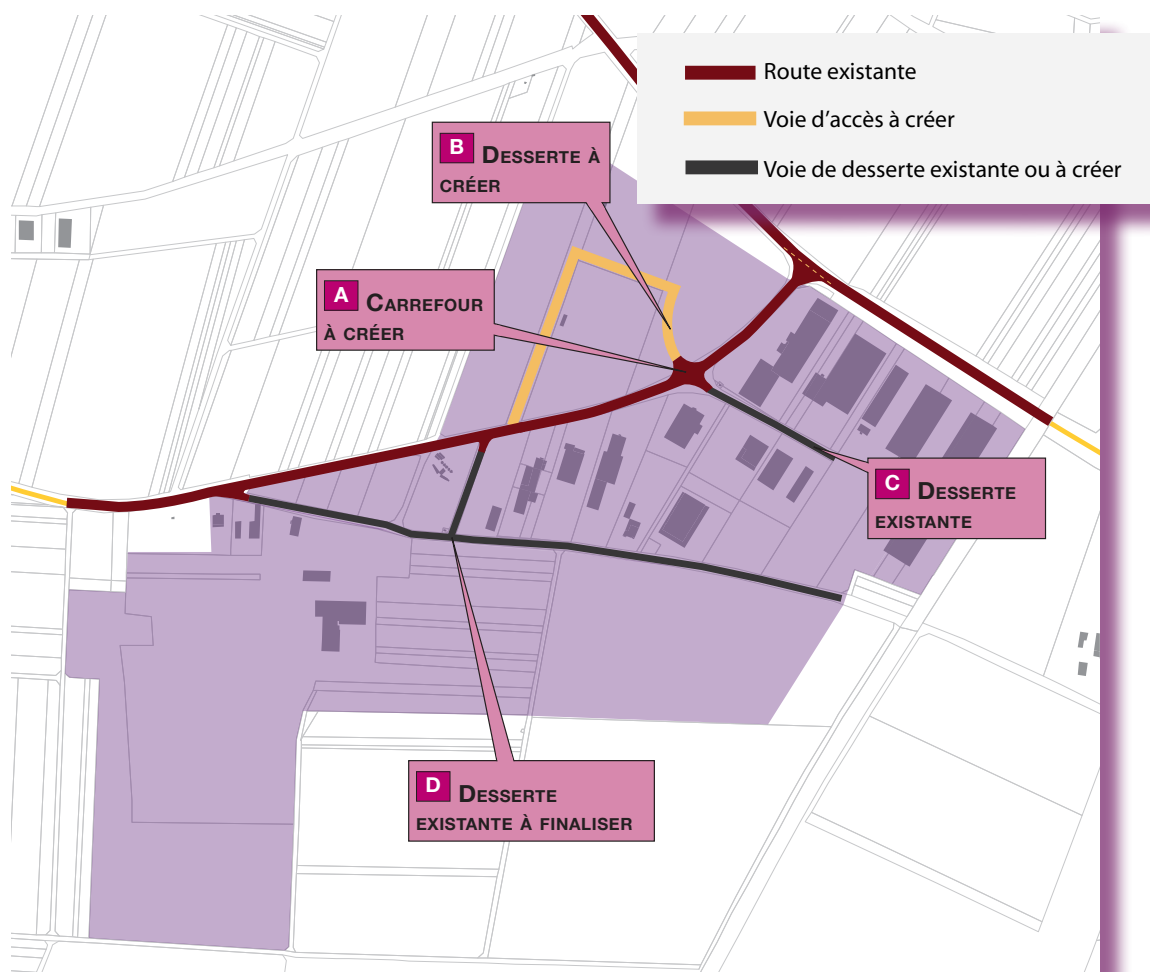 Route existante
Voie d'accès à créer
Voie de desserte existante ou à créer
B DESSERTE À
CRÉER
A CARREFOUR
À CRÉER
C DESSERTE
EXISTANTE
D DESSERTE
EXISTANTE À FINALISER